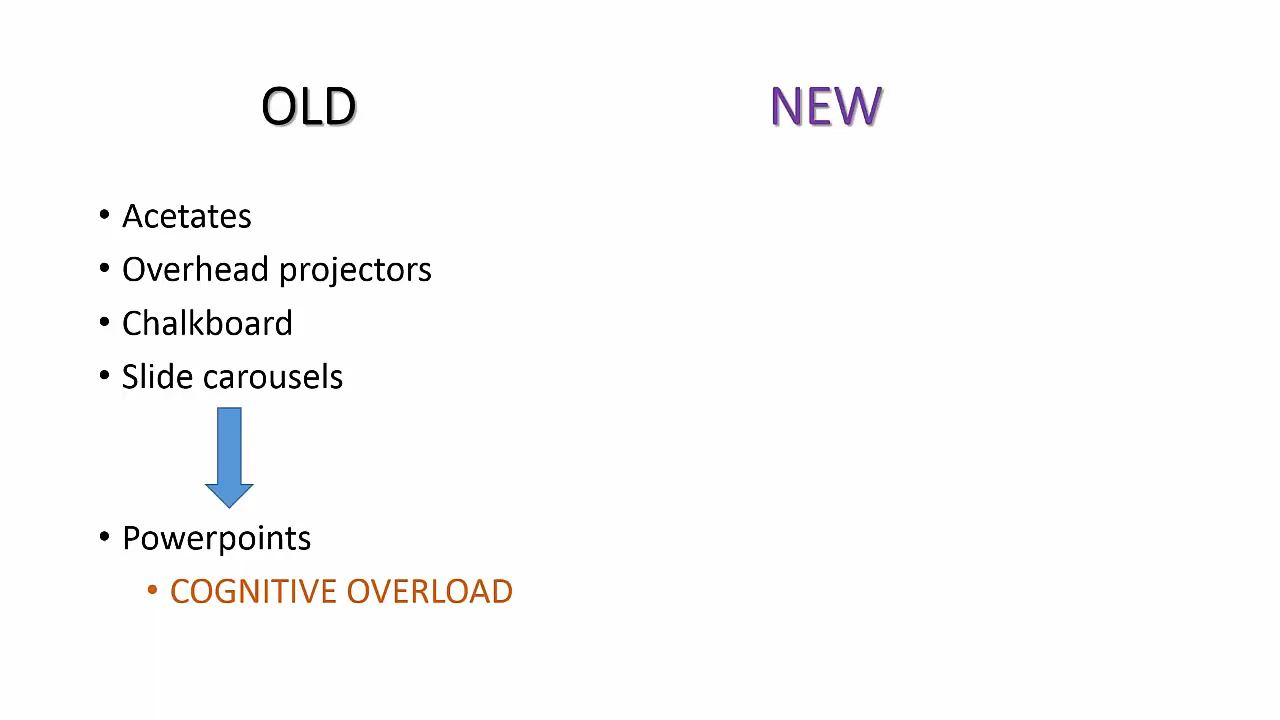 OLD
NEW
• Acetates
• Overhead projectors
• Chalkboard
• Slide carousels
• Powerpoints
• COGNITIVE OVERLOAD